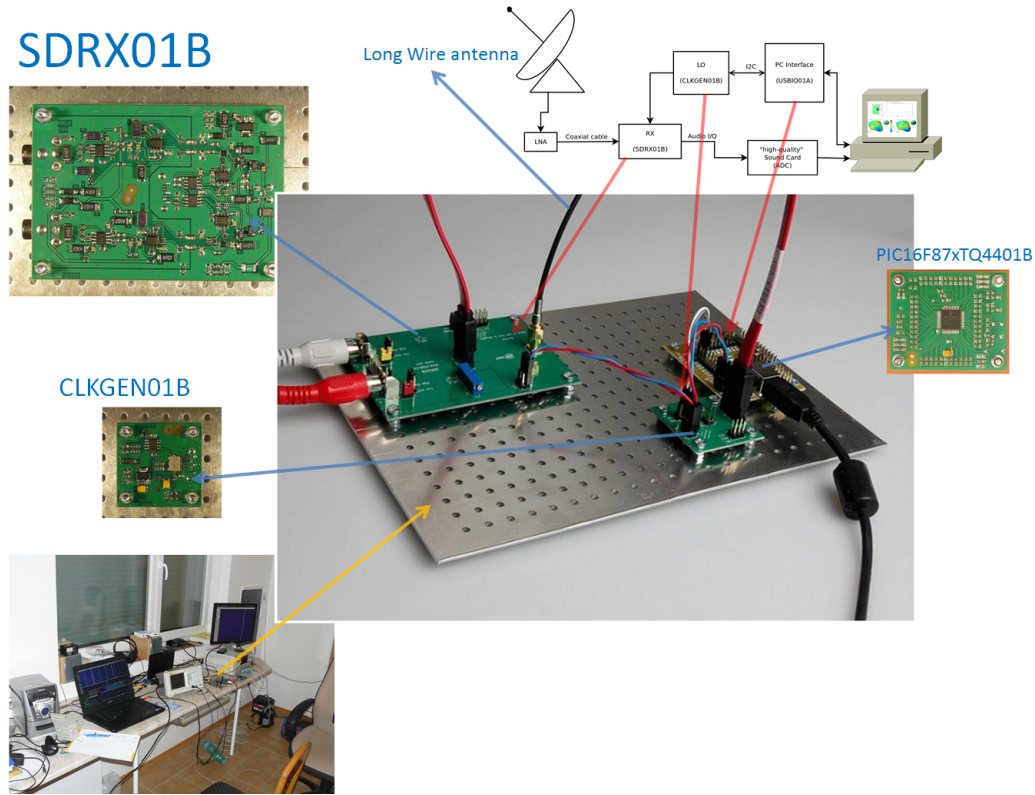 SDRX01B
Long Wire antenna
LO
(CLKGEN01B)
I2C
PC Interface
(USBIO01A)
LNA
Coaxial cable
RX
(SDRX01B)
Audio I/Q
"high-quality"
Sound Card
(ADC)
PIC16F87xTQ4401B
CLKGEN01B